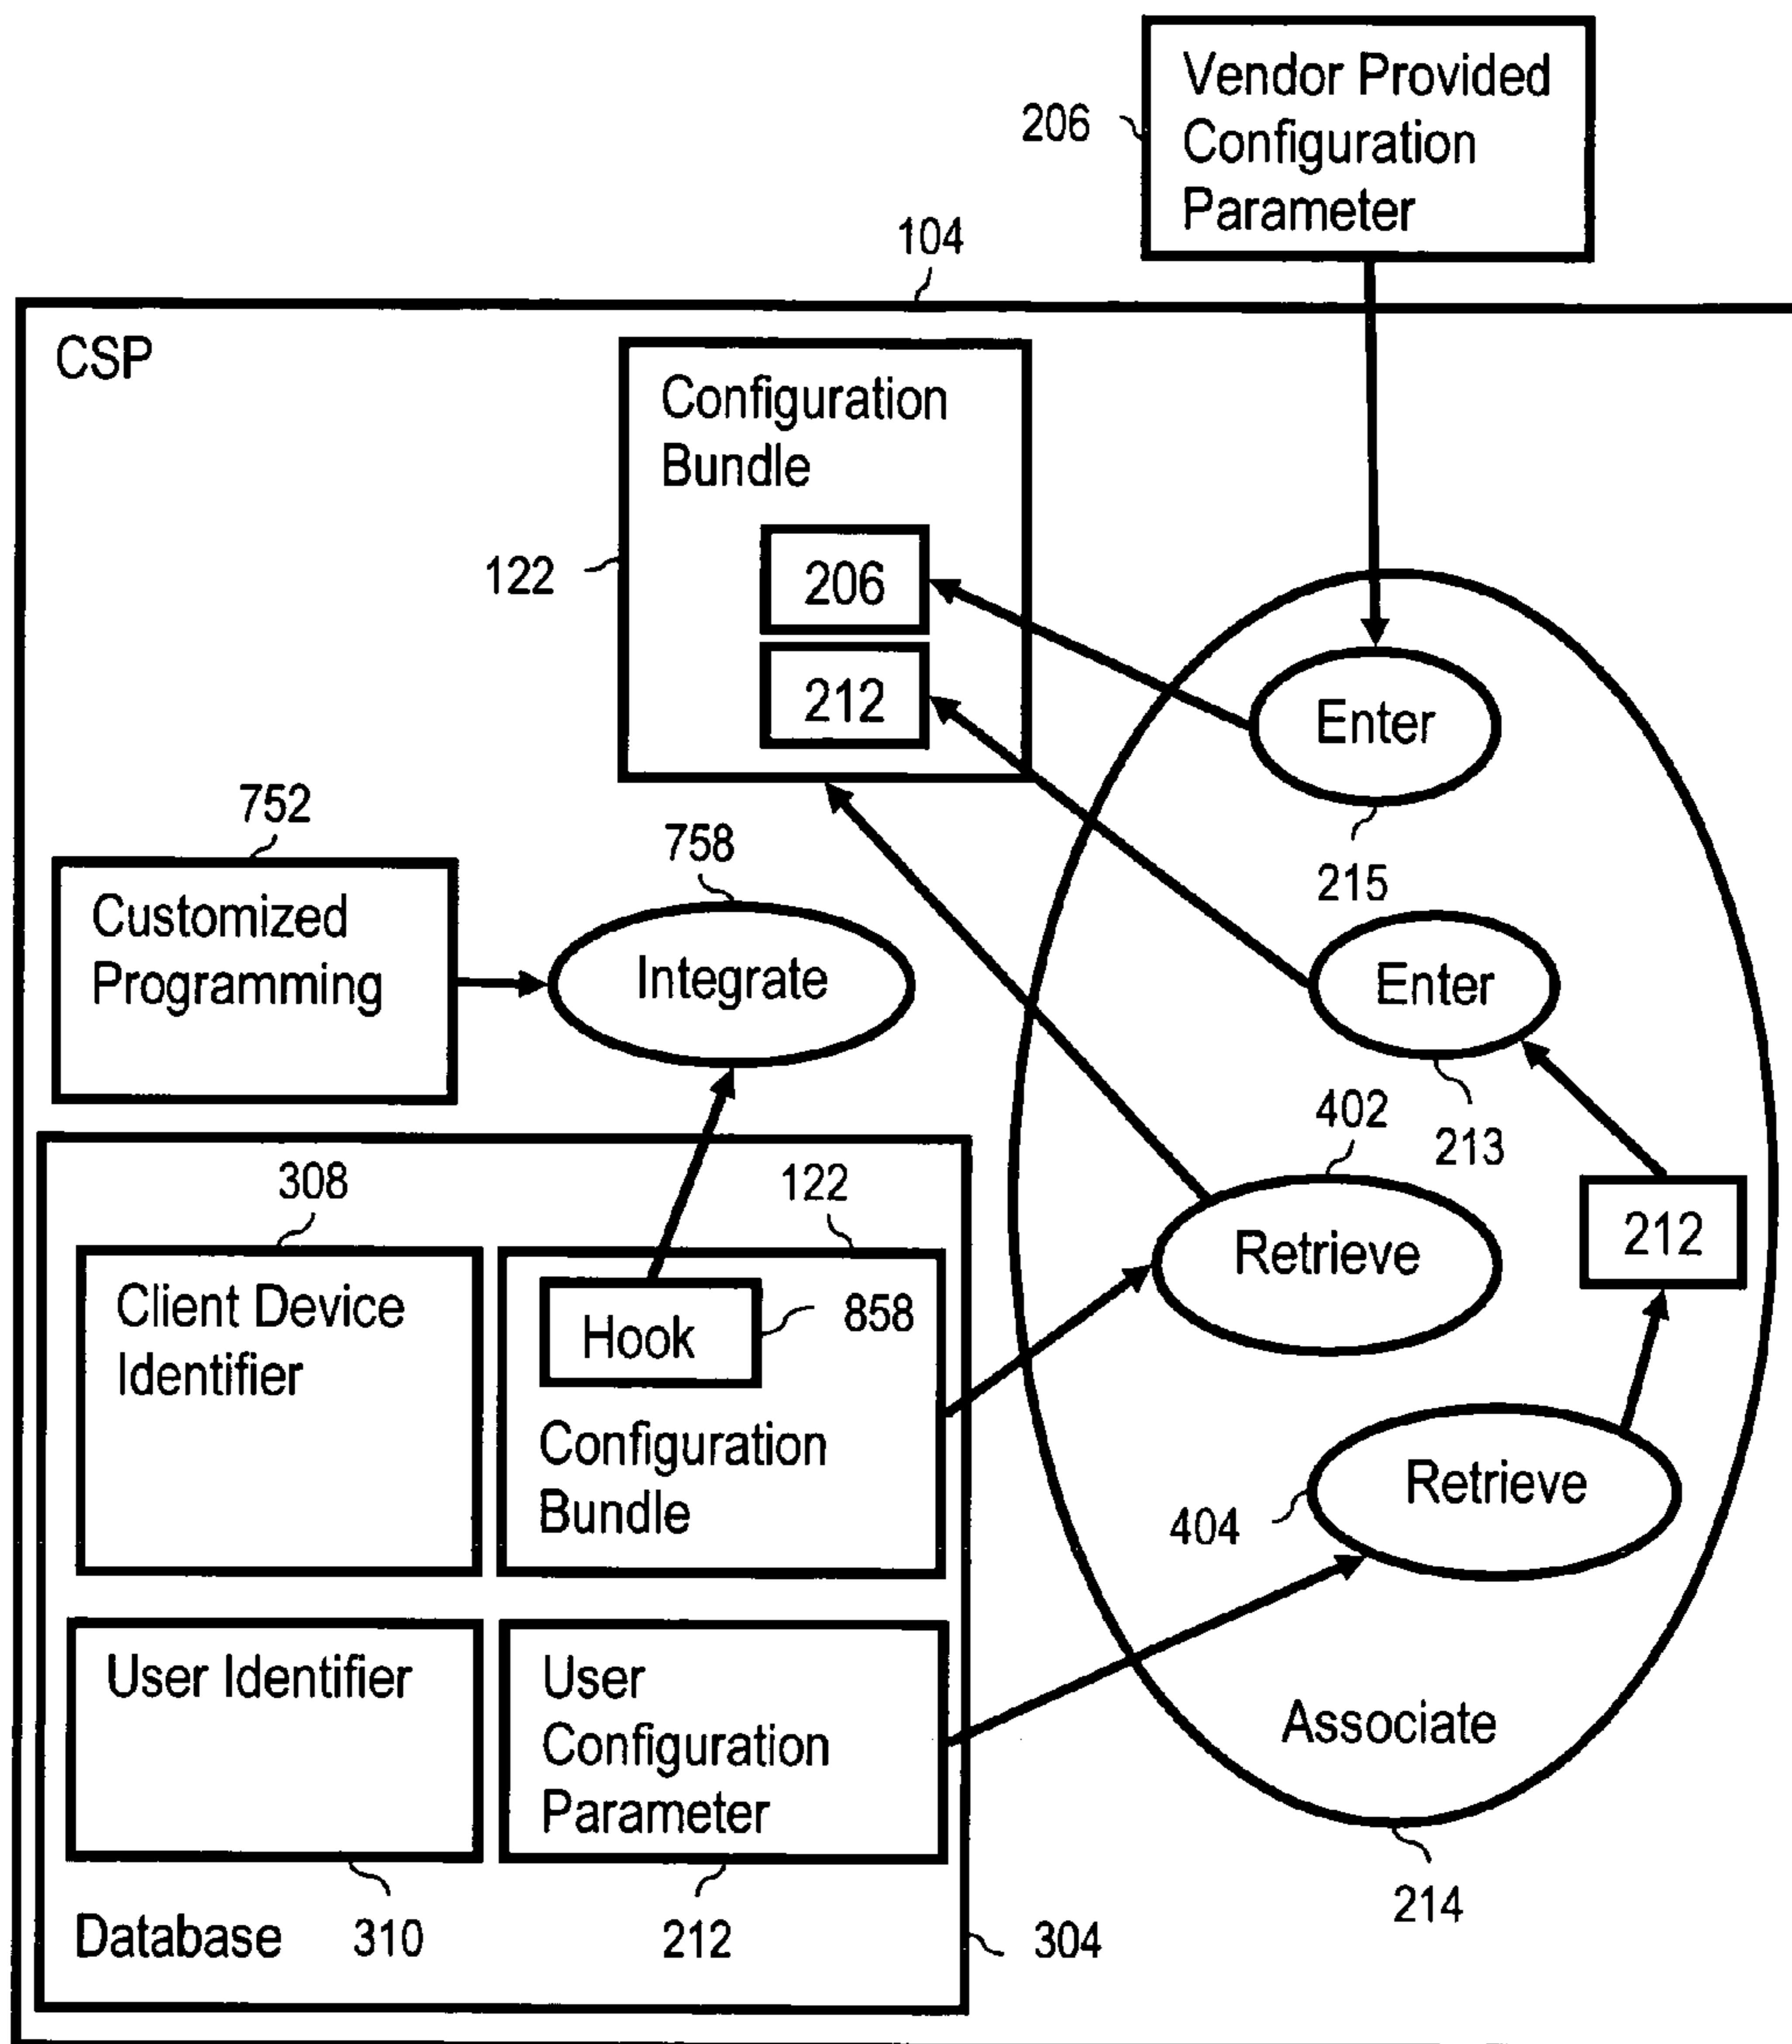 Vendor Provided
Configuration
Parameter
206
104
CSP
Configuration
Bundle
122
206
212
Enter
215
752
758
Customized
Programming
Integrate
Enter
213
402
308
122
Retrieve
212
Client Device
Identifier
Hook
858
Configuration
Bundle
Retrieve
404
User Identifier
User
Configuration
Parameter
Associate
214
Database
310
212
304